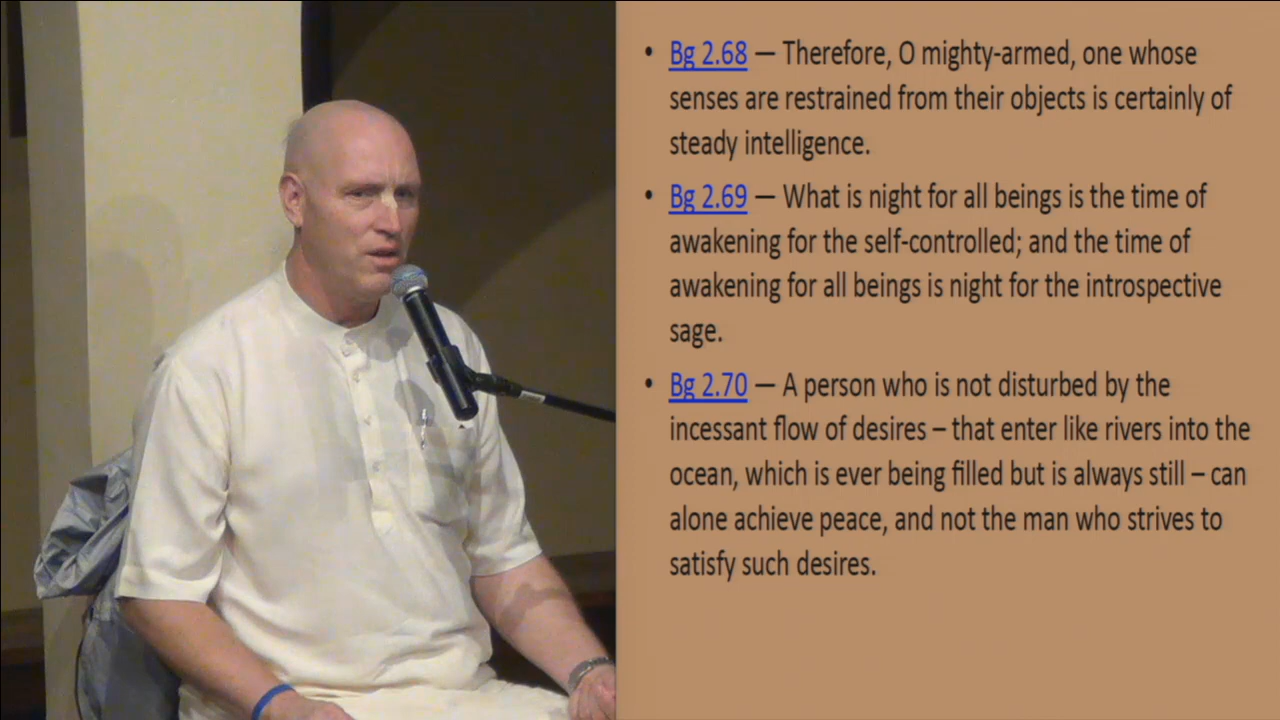 • Bg 2.68 — Therefore, O mighty-armed, one whose
senses are restrained from their objects is certainly of
steady intelligence.
• Bg 2.69 — What is night for all beings is the time of
awakening for the self-controlled; and the time of
awakening for all beings is night for the introspective
sage.
• Bg 2.70 — A person who is not disturbed by the
incessant flow of desires – that enter like rivers into the
ocean, which is ever being filled but is always still – can
alone achieve peace, and not the man who strives to
satisfy such desires.